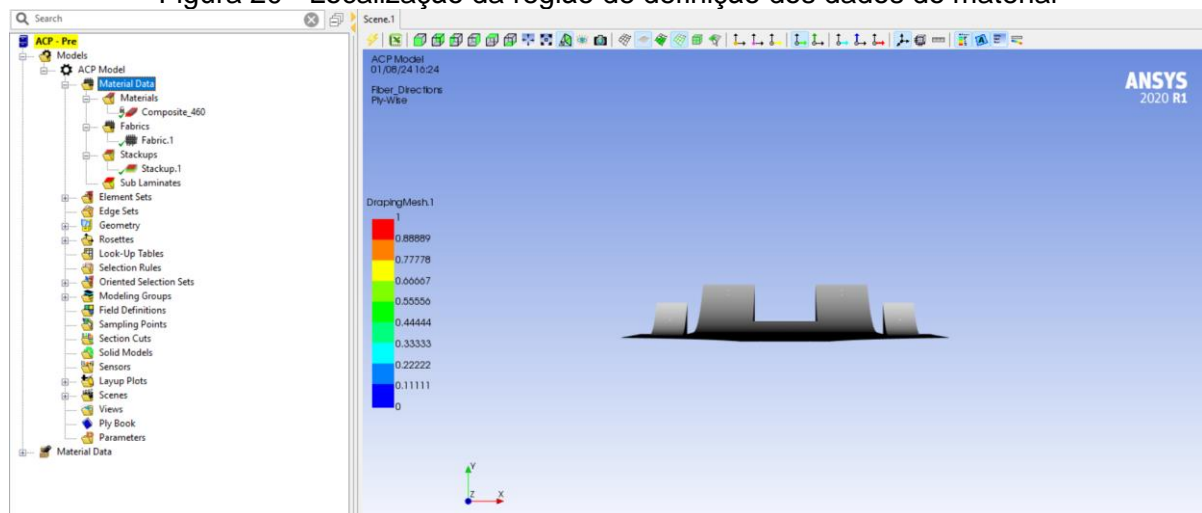 Figura 20 - Localização da região de definição dos dados de material
Search
ACP - Pre
Models
ACP Model
Material Data
Materials
Composite_460
Fabrics
Fabric.1
Stackups
Stackup.1
Sub Laminates
Element Sets
Edge Sets
Geometry
Rosettes
Look-Up Tables
Selection Rules
Oriented Selection Sets
Modeling Groups
Field Definitions
Sampling Points
Section Cuts
Solid Models
Sensors
Layup Plots
Scenes
Views
Ply Book
Parameters
Material Data
Scene.1
ACP Model
01/08/24 16:24
Fiber_Directions
Ply-Wise
ANSYS
2020 R1
DrapingMesh.1
1
0.88889
0.77778
0.66667
0.55556
0.44444
0.33333
0.22222
0.11111
0
Y
Z X